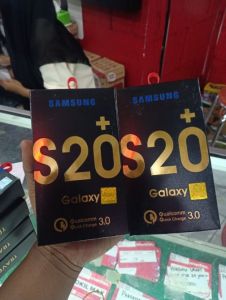 SAMSUNG
+
S20
Galaxy
Qualcomm
Quick Charge 3.0
SAMSUNG
+
S20
Galaxy
Qualcomm
Quick Charge 3.0